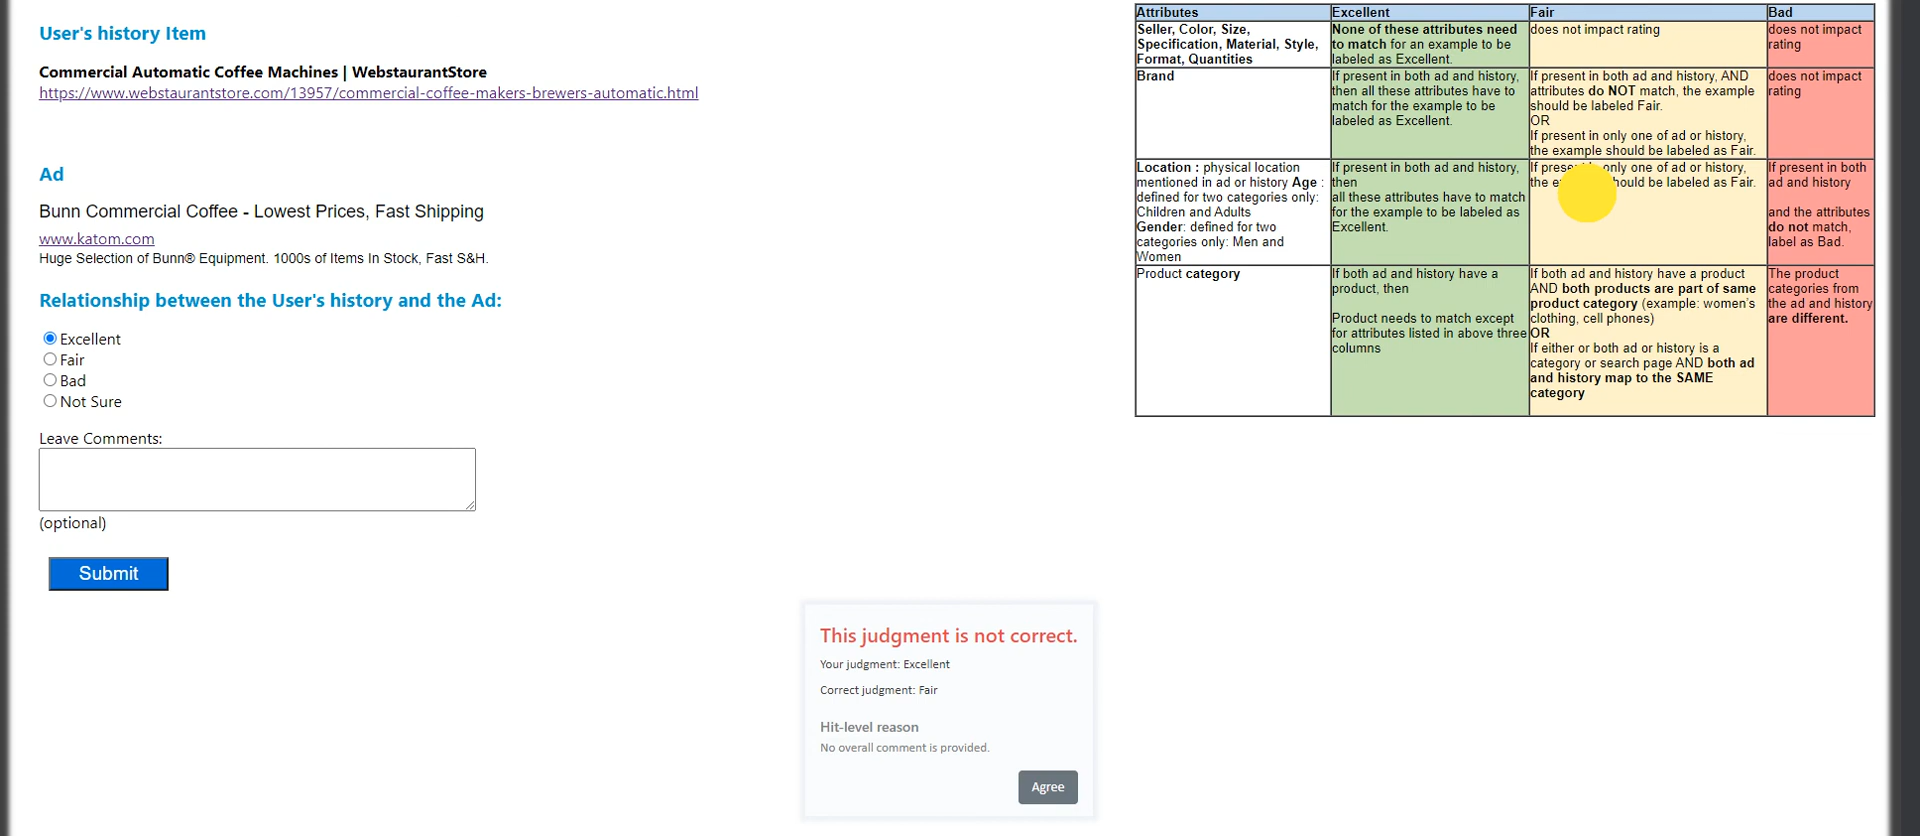 User's history Item
Commercial Automatic Coffee Machines | WebstaurantStore
https://www.webstaurantstore.com/13957/commercial-coffee-makers-brewers-automatic.html
Ad
Bunn Commercial Coffee - Lowest Prices, Fast Shipping
www.katom.com
Huge Selection of Bunn® Equipment. 1000s of Items In Stock, Fast S&H.
Relationship between the User's history and the Ad:
Excellent
Fair
Bad
Not Sure
Leave Comments:
(optional)
Submit
Attributes
Excellent
Fair
Bad
Seller, Color, Size,
Specification, Material, Style,
Format, Quantities
None of these attributes need
to match for an example to be
labeled as Excellent.
does not impact rating
does not impact
rating
Brand
If present in both ad and history,
then all these attributes have to
match for the example to be
labeled as Excellent.
If present in both ad and history, AND
attributes do NOT match, the example
should be labeled Fair.
OR
If present in only one of ad or history,
the example should be labeled as Fair.
does not impact
rating
Location : physical location
mentioned in ad or history Age :
defined for two categories only:
Children and Adults
Gender: defined for two
categories only: Men and
Women
If present in both ad and history,
then
all these attributes have to match
for the example to be labeled as
Excellent.
If only one of ad or history,
the should be labeled as Fair.
If present in both
ad and history
and the attributes
do not match,
label as Bad.
Product category
If both ad and history have a
product, then
Product needs to match except
for attributes listed in above three
columns
If both ad and history have a product
AND both products are part of same
product category (example: women's
clothing, cell phones)
OR
If either or both ad or history is a
category or search page AND both ad
and history map to the SAME
category
The product
categories from
the ad and history
are different.
This judgment is not correct.
Your judgment: Excellent
Correct judgment: Fair
Hit-level reason
No overall comment is provided.
Agree